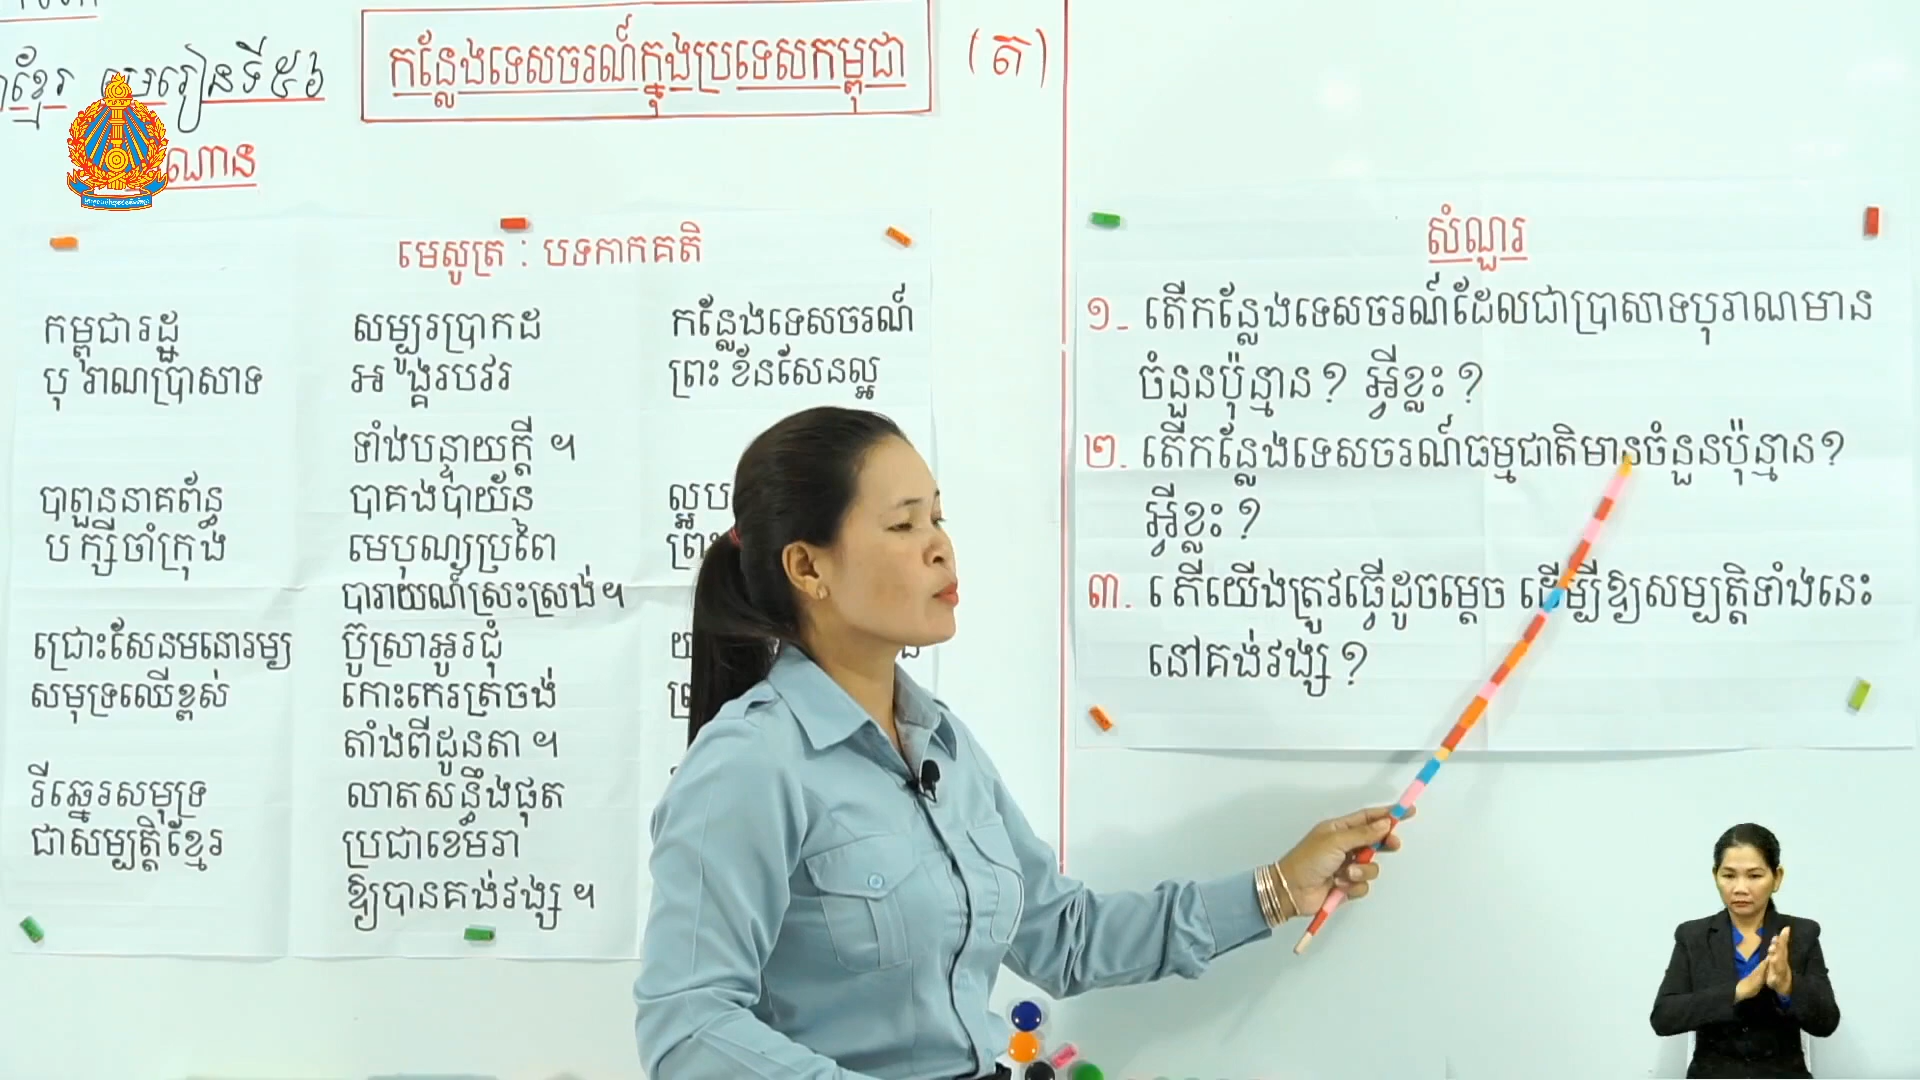 ខ្មែរ មេរៀនទី៥៦
កន្លែងទេសចរណ៍ក្នុងប្រទេសកម្ពុជា (ត)
ណាន
មេសូត្រ : បទកាកគតិ
កម្ពុជារដ្ឋ សម្បូរប្រាកដ កន្លែងទេសចរណ៍
បុរាណប្រាសាទ អង្គរបវរ ព្រះខ័នសែនល្អ
ទាំងបន្ទាយក្តី ។
បាពួននាគព័ន្ធ បាគងបាយ័ន ល្អប
បក្សីចាំក្រុង មេបុណ្យប្រពៃ ព្រះ
បារាយណ៍ស្រះស្រង់ ។
ជ្រោះសែនមនោរម្យ ប៊ូស្រាអូរជុំ
សមុទ្រឈើខ្ពស់ កោះកេរត្រចង់
តាំងពីដូនតា ។
រីឆ្នេរសមុទ្រ លាតសន្ធឹងផុត
ជាសម្បត្តិខ្មែរ ប្រជាខេមរា
ឱ្យបានគង់វង្ស ។
សំណួរ
១. តើកន្លែងទេសចរណ៍ដែលជាប្រាសាទបុរាណមាន
ចំនួនប៉ុន្មាន? អ្វីខ្លះ?
២. តើកន្លែងទេសចរណ៍ធម្មជាតិមានចំនួនប៉ុន្មាន?
អ្វីខ្លះ?
៣. តើយើងត្រូវធ្វើដូចម្តេច ដើម្បីឱ្យសម្បត្តិទាំងនេះ
នៅគង់វង្ស?